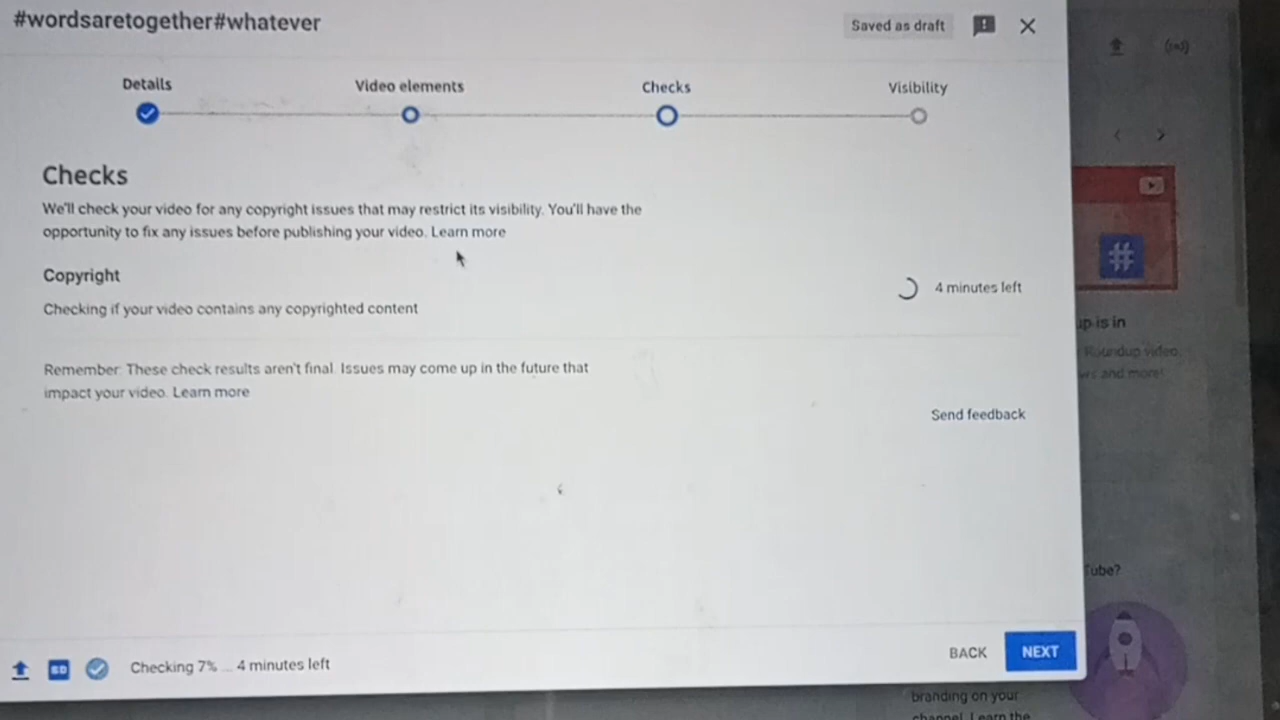 #wordsaretogether#whatever
Saved as draft
Details
Video elements
Checks
Visibility
Checks
We'll check your video for any copyright issues that may restrict its visibility. You'll have the
opportunity to fix any issues before publishing your video. Learn more
Copyright
4 minutes left
Checking if your video contains any copyrighted content
Remember: These check results aren't final. Issues may come up in the future that
impact your video. Learn more
Send feedback
SD
Checking 7% ... 4 minutes left
BACK
NEXT
#
up is in
Roundup video,
and more!
Tube?
branding on your
channel. Learn the